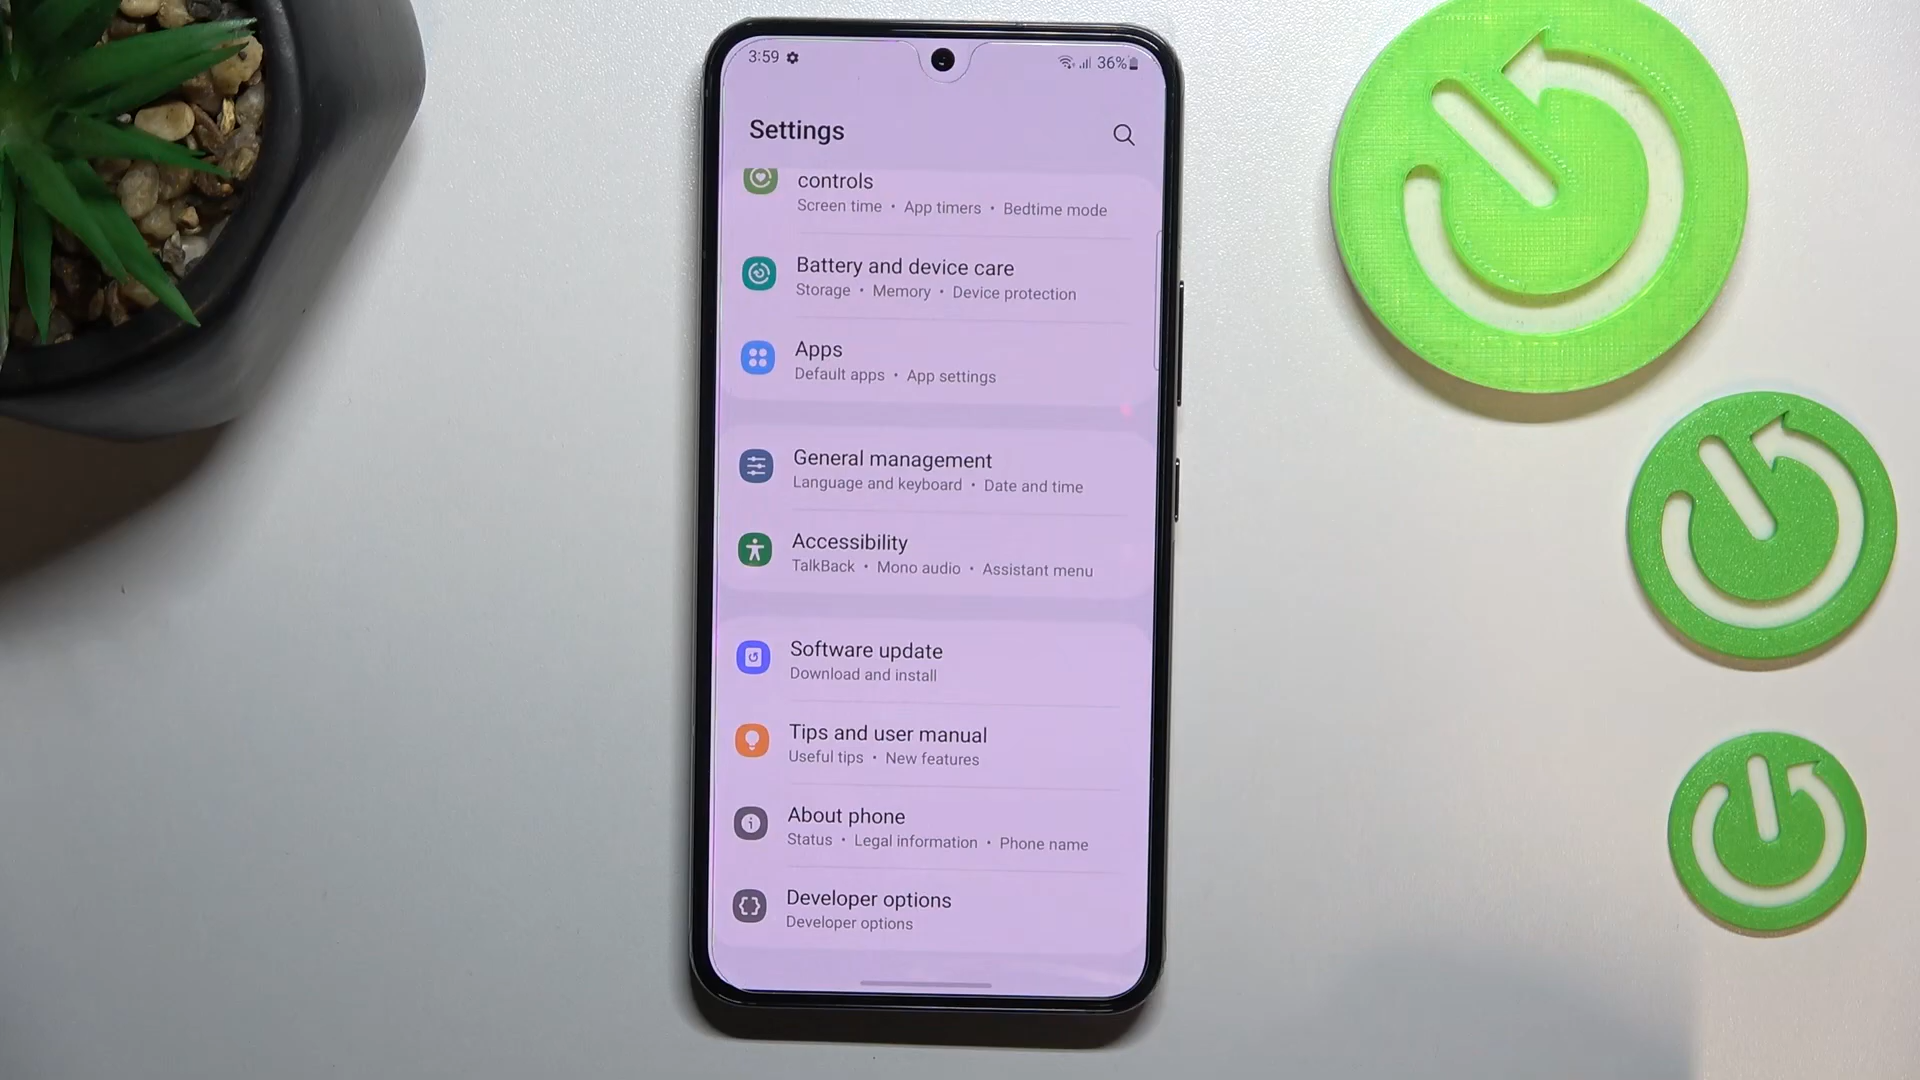 3:59
36%
Settings
controls
Screen time • App timers • Bedtime mode
Battery and device care
Storage • Memory • Device protection
Apps
Default apps • App settings
General management
Language and keyboard • Date and time
Accessibility
TalkBack • Mono audio • Assistant menu
Software update
Download and install
Tips and user manual
Useful tips • New features
About phone
Status • Legal information • Phone name
Developer options
Developer options